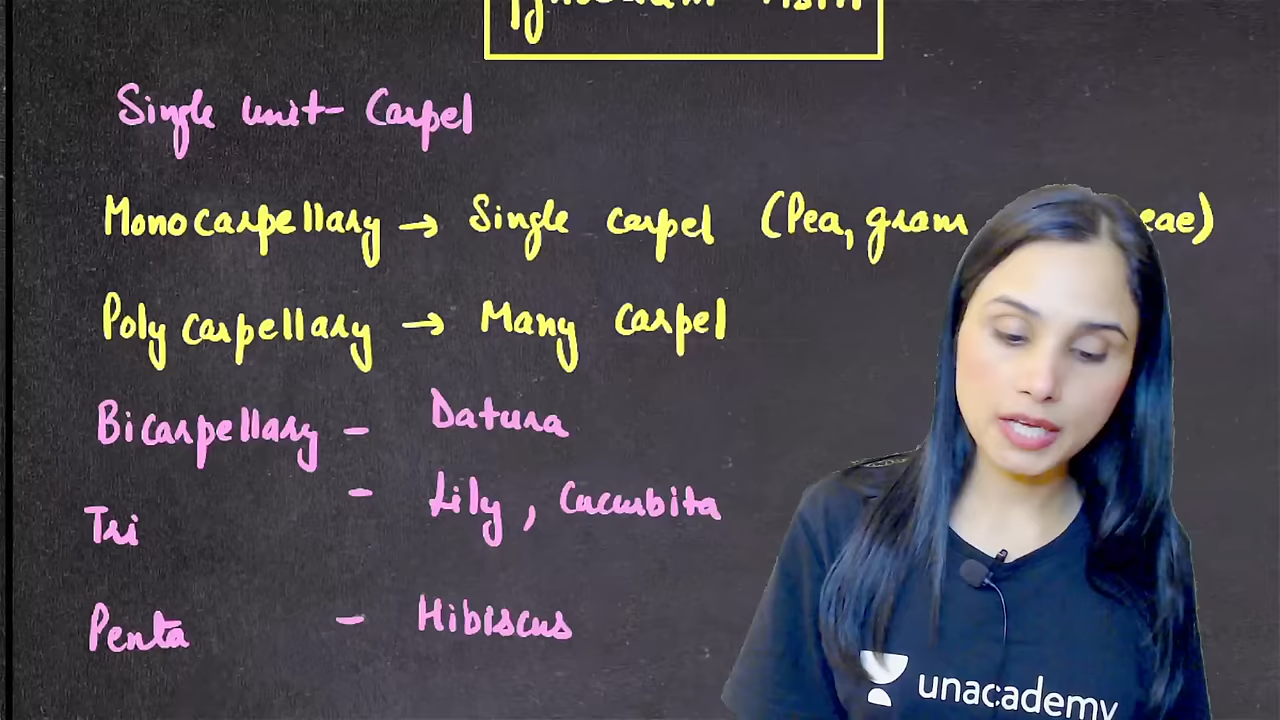 Single unit- Carpel
Monocarpellary → Single carpel (Pea, gram
Polycarpellary → Many carpel
Bicarpellary - Datura
Tri - Lily, Cucurbita
Penta - Hibiscus
unacademy